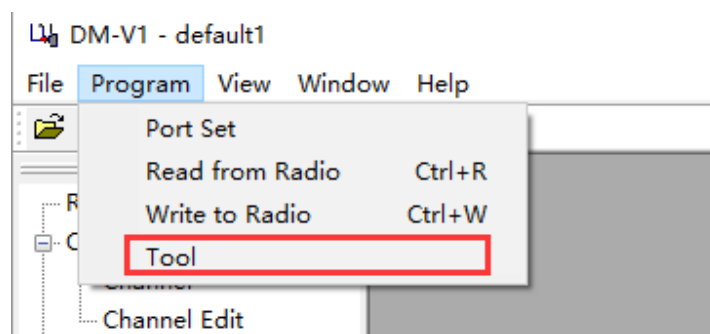 DM-V1 - default1
File Program View Window Help
Port Set
Read from Radio Ctrl+R
Write to Radio Ctrl+W
Tool
Channel Edit